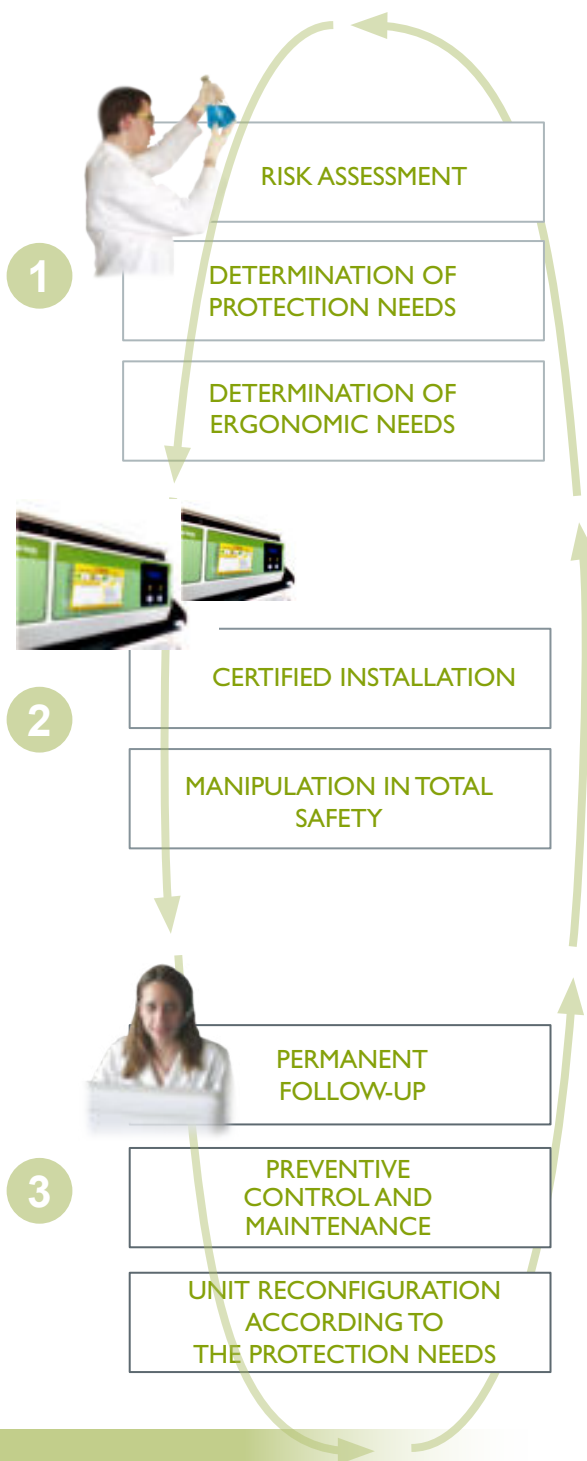 RISK ASSESSMENT
1
DETERMINATION OF
PROTECTION NEEDS
DETERMINATION OF
ERGONOMIC NEEDS
CERTIFIED INSTALLATION
2
MANIPULATION IN TOTAL
SAFETY
PERMANENT
FOLLOW-UP
3
PREVENTIVE
CONTROL AND
MAINTENANCE
UNIT RECONFIGURATION
ACCORDING TO
THE PROTECTION NEEDS